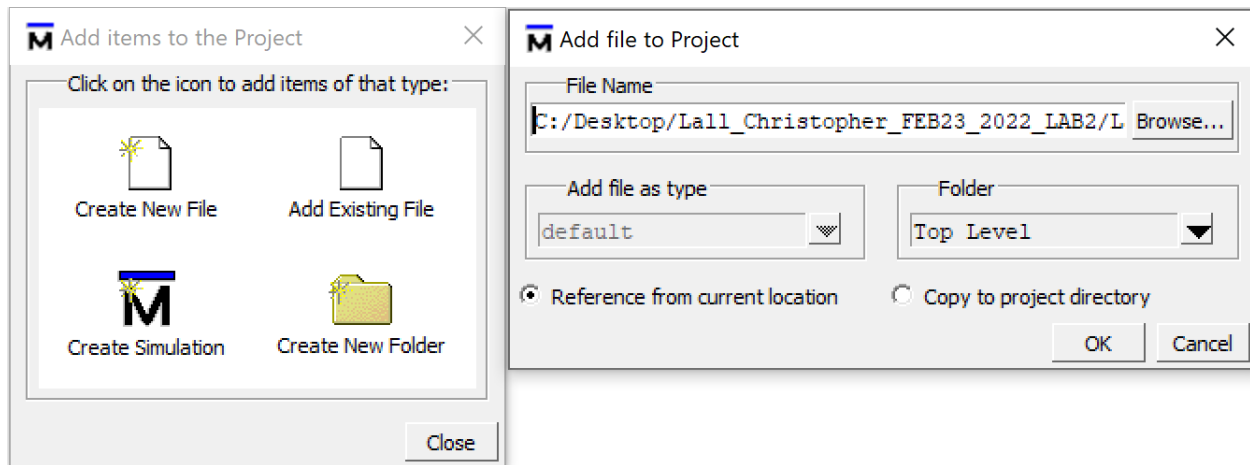 Add items to the Project
Click on the icon to add items of that type:
Create New File
Add Existing File
Create Simulation
Create New Folder
Close
Add file to Project
File Name
C:/Desktop/Lall_Christopher_FEB23_2022_LAB2/L
Browse...
Add file as type
Folder
default
Top Level
Reference from current location
Copy to project directory
OK
Cancel